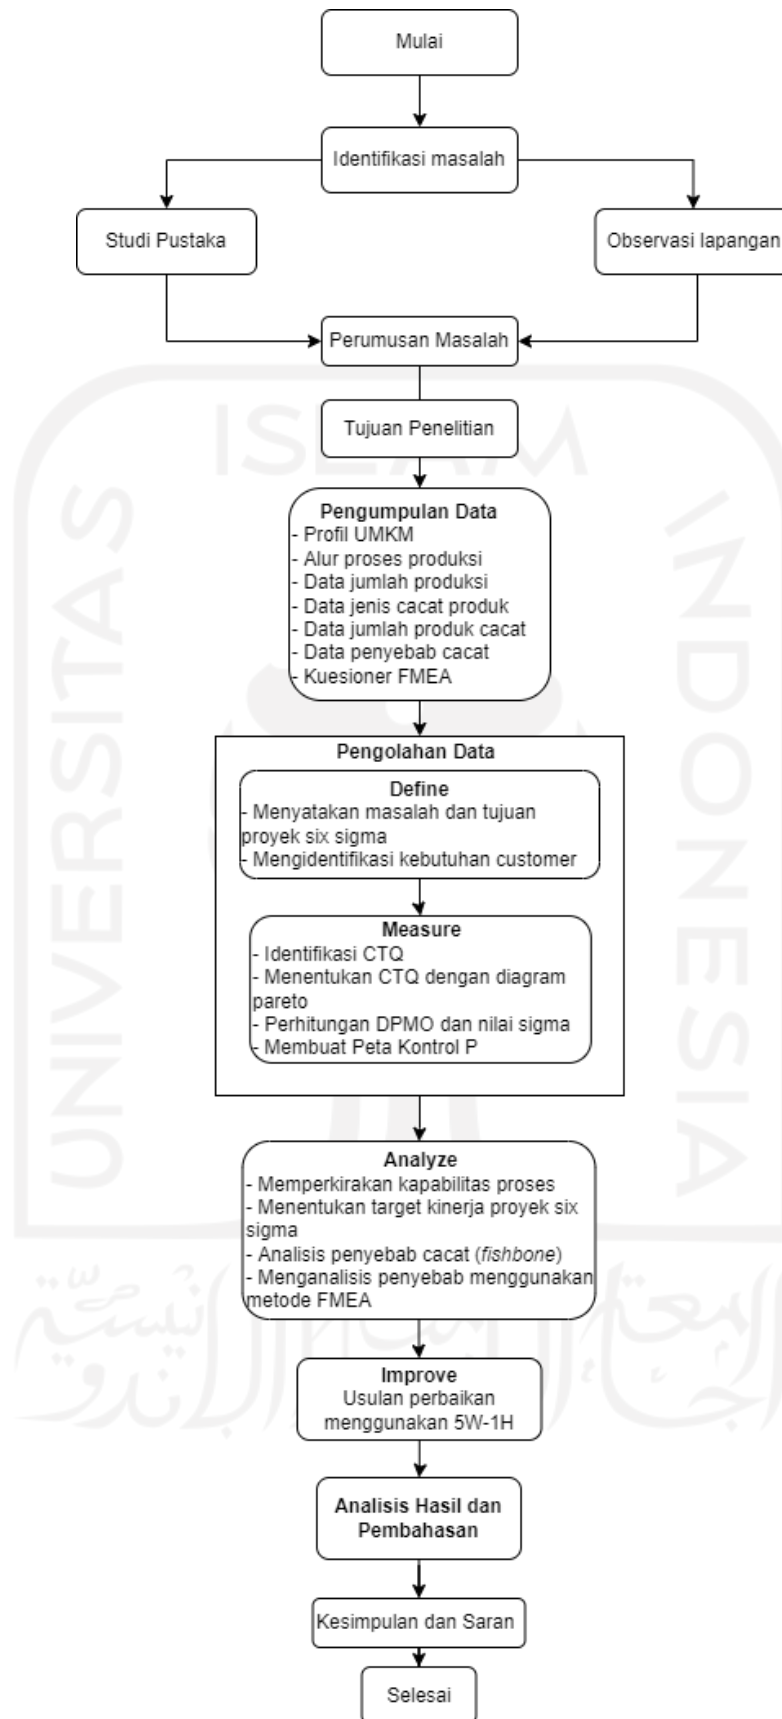 Mulai
Identifikasi masalah
Studi Pustaka
Observasi lapangan
Perumusan Masalah
Tujuan Penelitian
ISLAM
UNIVERSITAS
INDONESIA
Pengumpulan Data
- Profil UMKM
- Alur proses produksi
- Data jumlah produksi
- Data jenis cacat produk
- Data jumlah produk cacat
- Data penyebab cacat
- Kuesioner FMEA
Pengolahan Data
Define
- Menyatakan masalah dan tujuan
proyek six sigma
- Mengidentifikasi kebutuhan customer
Measure
- Identifikasi CTQ
- Menentukan CTQ dengan diagram
pareto
- Perhitungan DPMO dan nilai sigma
- Membuat Peta Kontrol P
Analyze
- Memperkirakan kapabilitas proses
- Menentukan target kinerja proyek six
sigma
- Analisis penyebab cacat (fishbone)
- Menganalisis penyebab menggunakan
metode FMEA
Improve
Usulan perbaikan
menggunakan 5W-1H
Analisis Hasil dan
Pembahasan
Kesimpulan dan Saran
Selesai